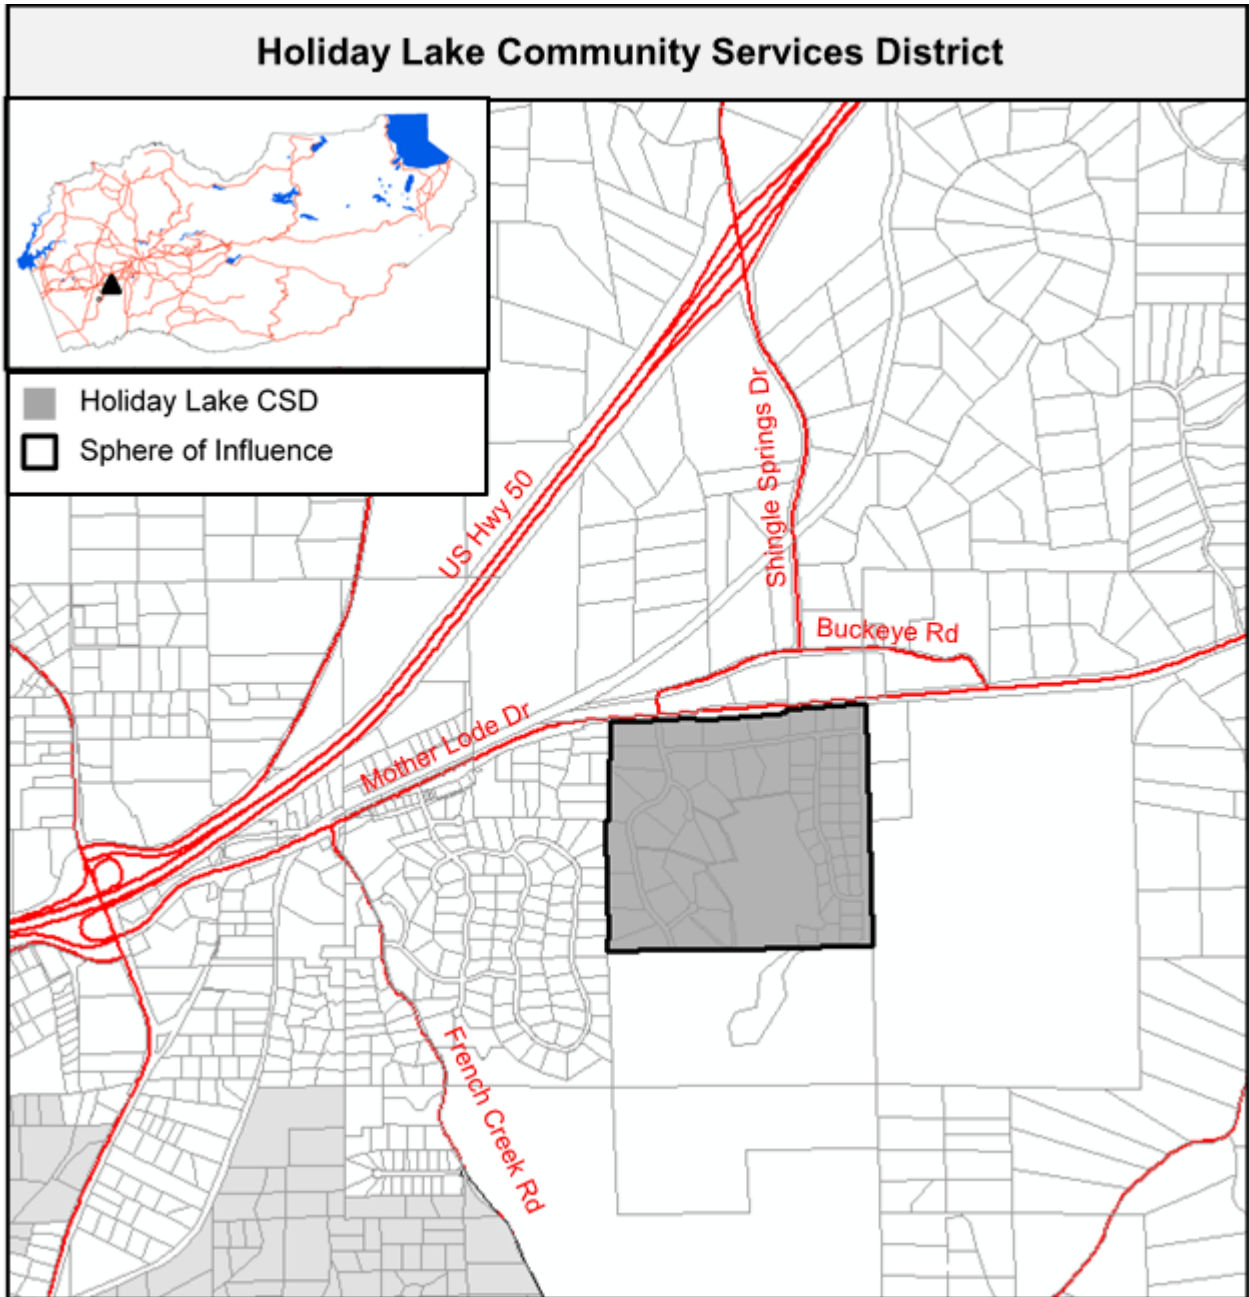 Holiday Lake Community Services District
Holiday Lake CSD
Sphere of Influence
US Hwy 50
Shingle Springs Dr
Buckeye Rd
Mother Lode Dr
French Creek Rd